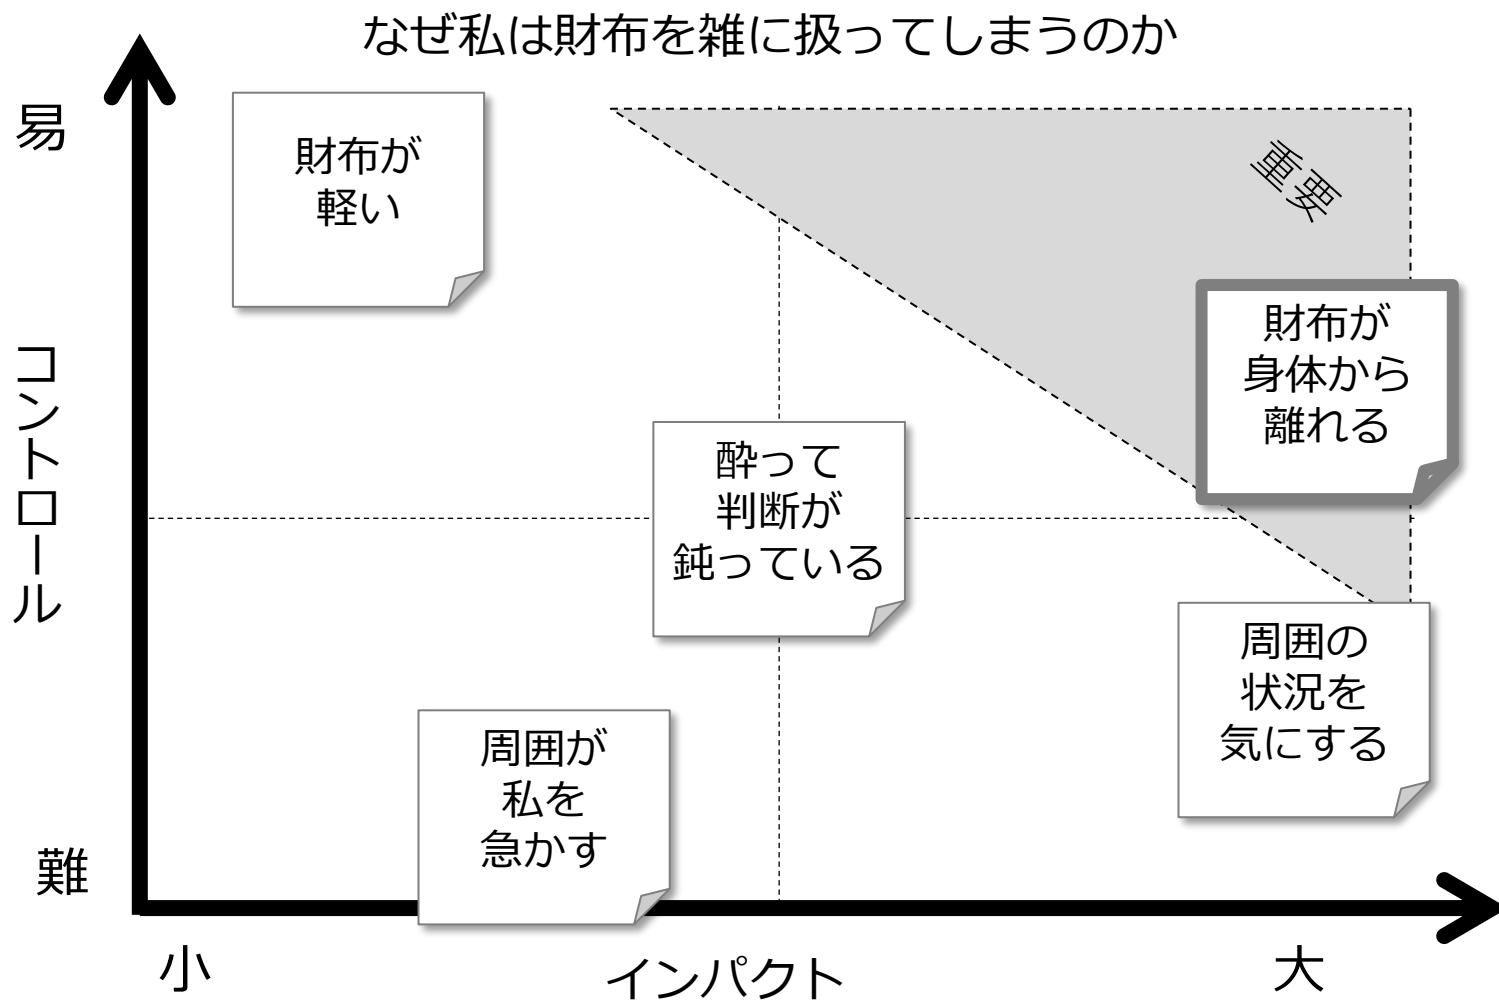 なぜ私は財布を雑に扱ってしまうのか
易
財布が
軽い
重要
コントロール
財布が
身体から
離れる
酔って
判断が
鈍っている
周囲の
状況を
気にする
周囲が
私を
急かす
難
小
インパクト
大